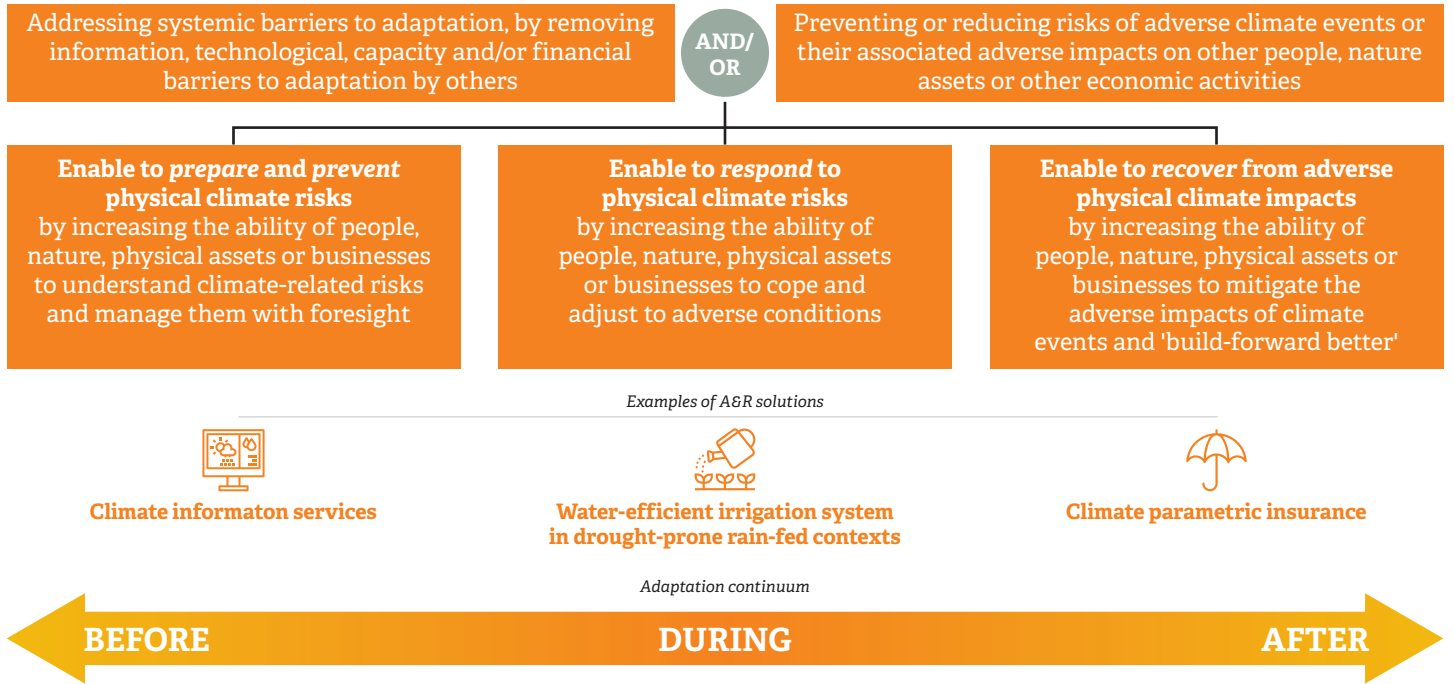 Addressing systemic barriers to adaptation, by removing
information, technological, capacity and/or financial
barriers to adaptation by others
AND/
OR
Preventing or reducing risks of adverse climate events or
their associated adverse impacts on other people, nature
assets or other economic activities
Enable to prepare and prevent
physical climate risks
by increasing the ability of people,
nature, physical assets or businesses
to understand climate-related risks
and manage them with foresight
Enable to respond to
physical climate risks
by increasing the ability of
people, nature, physical assets
or businesses to cope and
adjust to adverse conditions
Enable to recover from adverse
physical climate impacts
by increasing the ability of
people, nature, physical assets or
businesses to mitigate the
adverse impacts of climate
events and 'build-forward better'
Examples of A&R solutions
Climate informaton services
Water-efficient irrigation system
in drought-prone rain-fed contexts
Climate parametric insurance
Adaptation continuum
BEFORE
DURING
AFTER